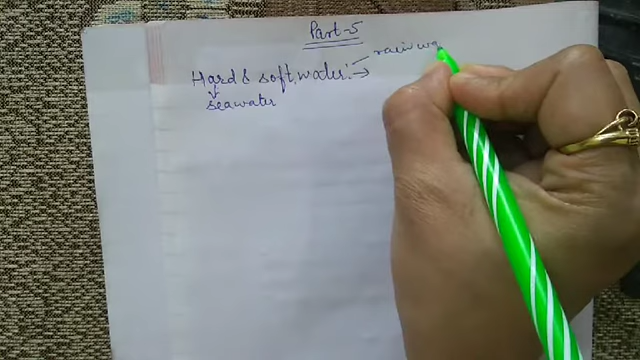 Part-5
rain wa
Hard & soft water:→
seawater